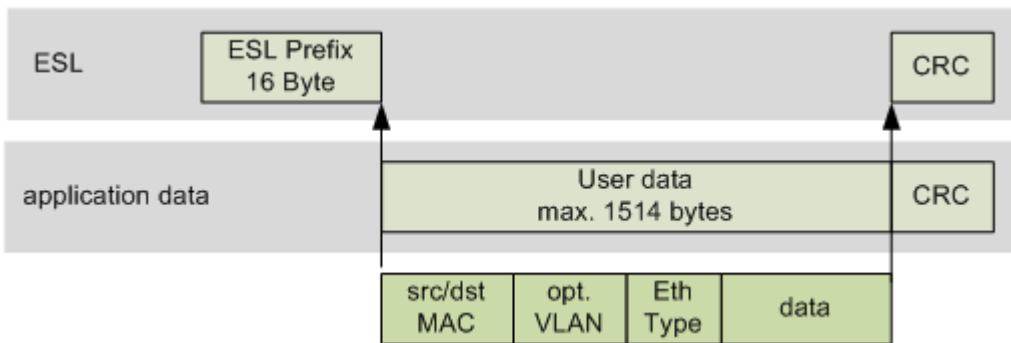 ESL
ESL Prefix
16 Byte
CRC
application data
User data
max. 1514 bytes
CRC
src/dst
MAC
opt.
VLAN
Eth
Type
data